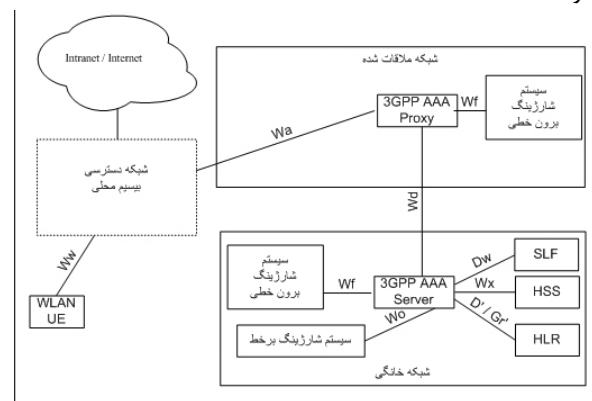 Intranet / Internet
شبکه ملاقات شده
3GPP AAA
Proxy
Wf
سیستم
شارژینگ
برون خطی
Wa
شبکه دسترسی
بیسیم محلی
Wd
Ww
WLAN
UE
سیستم
شارژینگ
برون خطی
Wf
3GPP AAA
Server
Dw
SLF
Wx
HSS
D' / Gr'
HLR
Wo
سیستم شارژینگ برخط
شبکه خانگی